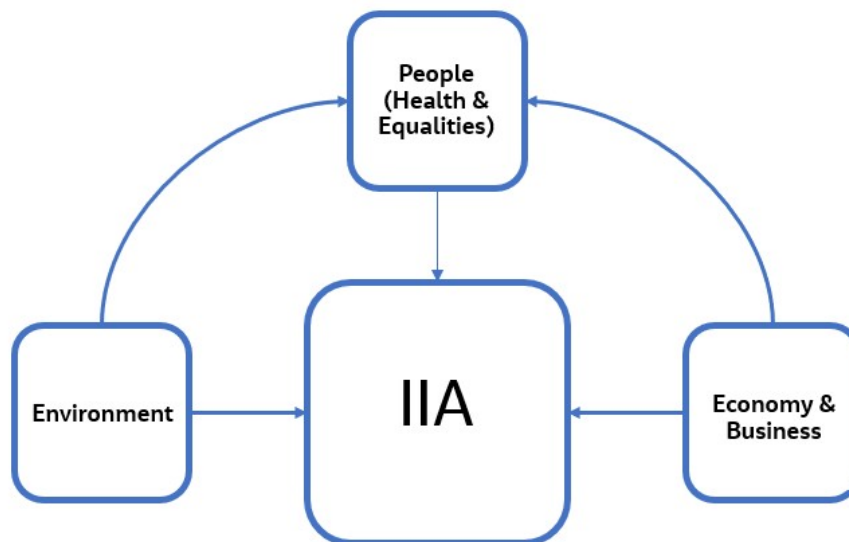 People
(Health &
Equalities)
Environment
IIA
Economy &
Business